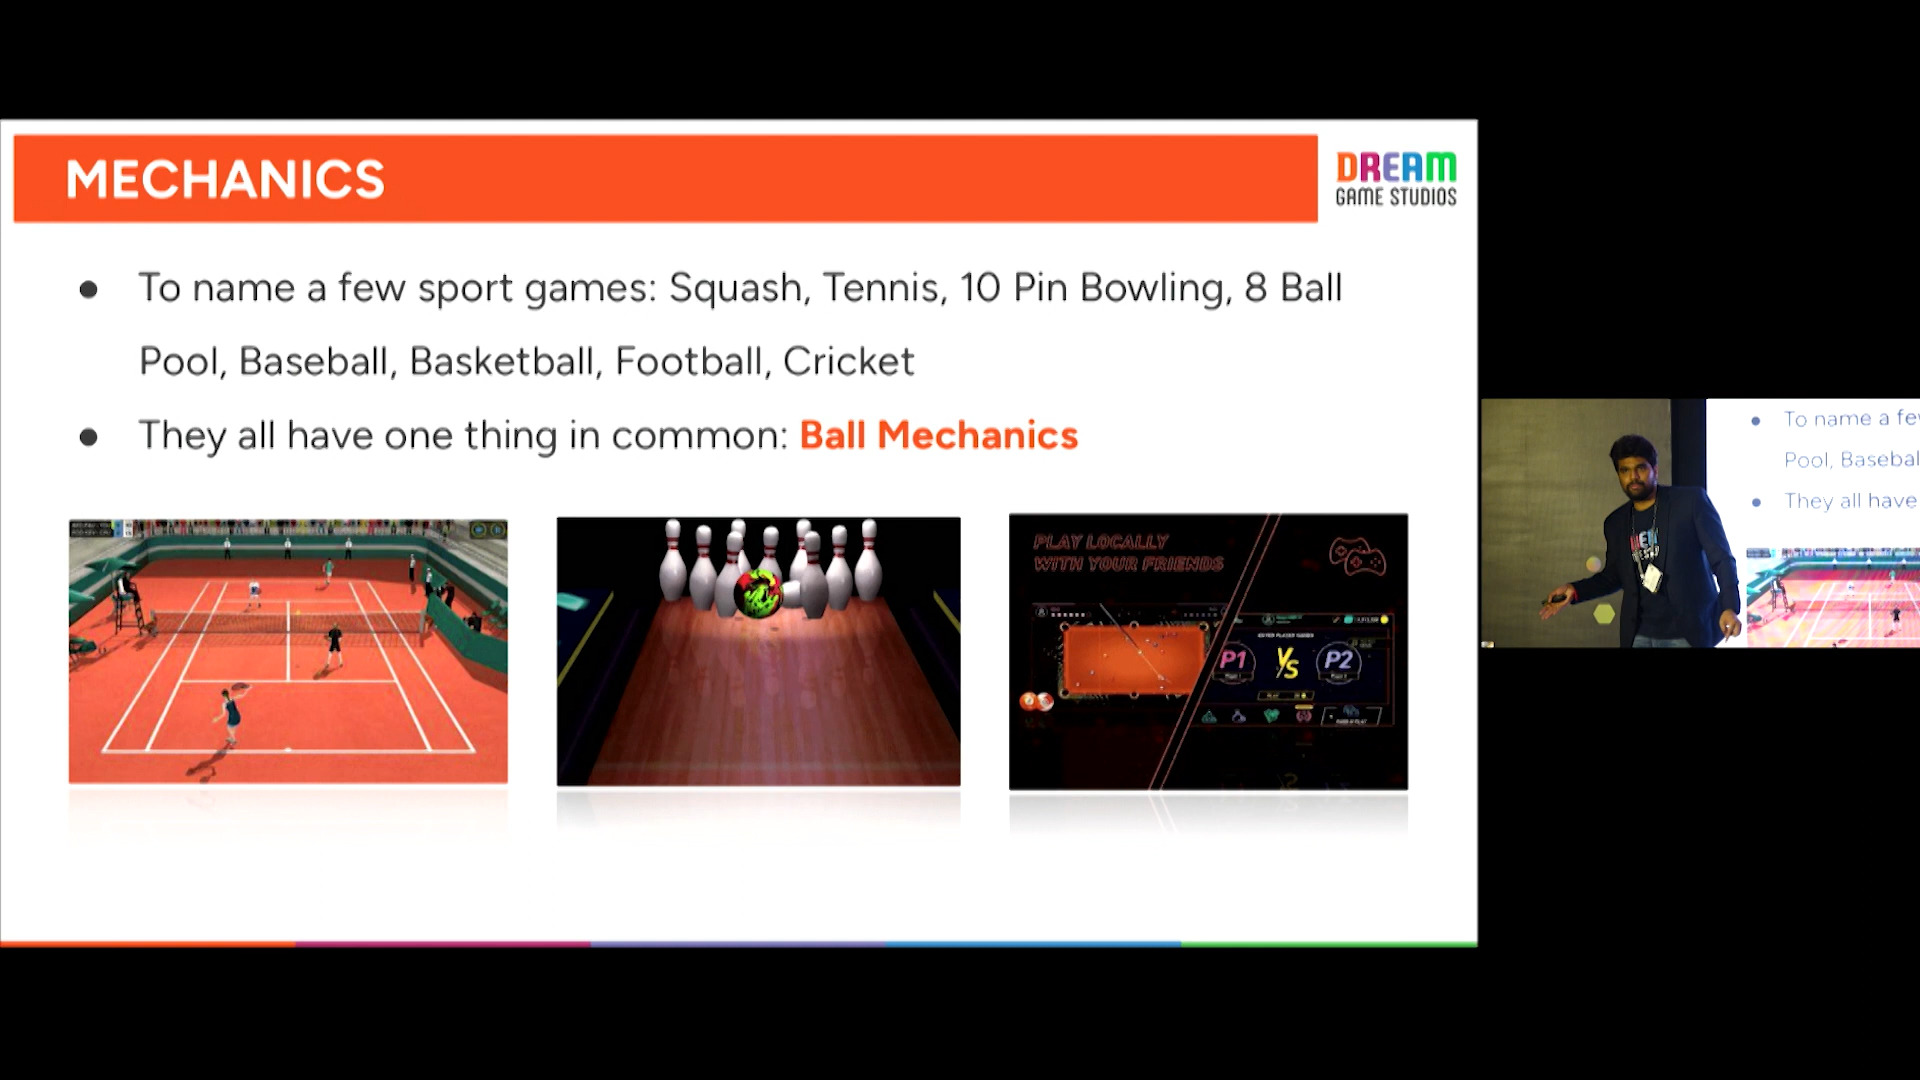 MECHANICS
DREAM
GAME STUDIOS
● To name a few sport games: Squash, Tennis, 10 Pin Bowling, 8 Ball
Pool, Baseball, Basketball, Football, Cricket
● They all have one thing in common: Ball Mechanics
PLAY LOCALLY
WITH YOUR FRIENDS
P1 VS P2
● To name a few
Pool, Basebal
● They all have